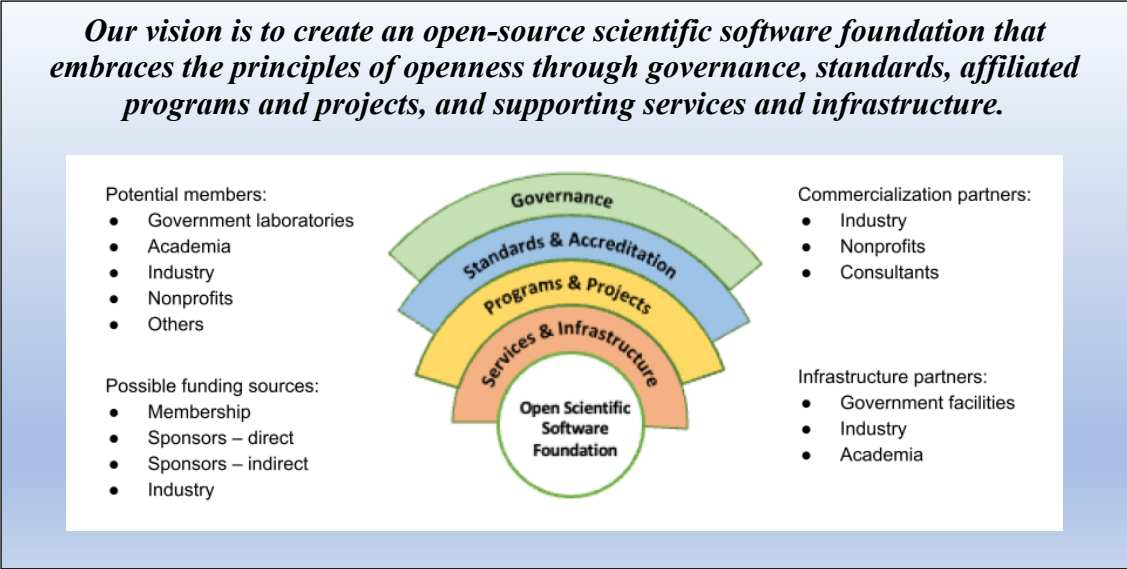 Our vision is to create an open-source scientific software foundation that
embraces the principles of openness through governance, standards, affiliated
programs and projects, and supporting services and infrastructure.
Potential members:
● Government laboratories
● Academia
● Industry
● Nonprofits
● Others
Possible funding sources:
● Membership
● Sponsors – direct
● Sponsors – indirect
● Industry
Governance
Standards & Accreditation
Programs & Projects
Services & Infrastructure
Open Scientific
Software
Foundation
Commercialization partners:
● Industry
● Nonprofits
● Consultants
Infrastructure partners:
● Government facilities
● Industry
● Academia